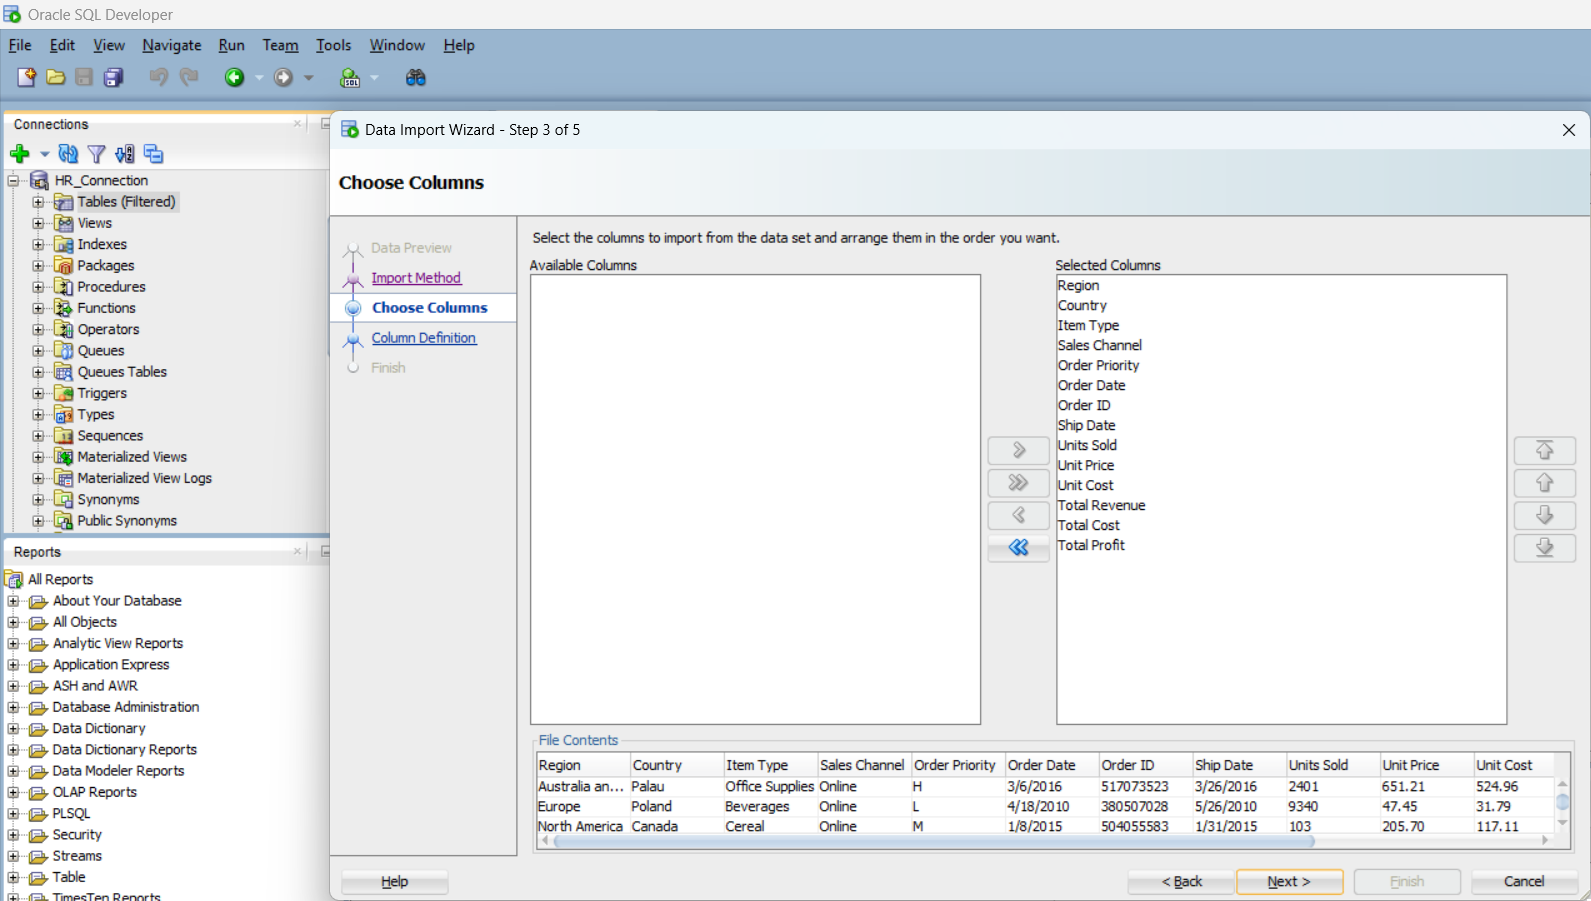 Oracle SQL Developer
File Edit View Navigate Run Team Tools Window Help
Connections
HR_Connection
Tables (Filtered)
Views
Indexes
Packages
Procedures
Functions
Operators
Queues
Queues Tables
Triggers
Types
Sequences
Materialized Views
Materialized View Logs
Synonyms
Public Synonyms
Reports
All Reports
About Your Database
All Objects
Analytic View Reports
Application Express
ASH and AWR
Database Administration
Data Dictionary
Data Dictionary Reports
Data Modeler Reports
OLAP Reports
PLSQL
Security
Streams
Table
TimesTen Reports
Data Import Wizard - Step 3 of 5
Choose Columns
Data Preview
Import Method
Choose Columns
Column Definition
Finish
Select the columns to import from the data set and arrange them in the order you want.
Available Columns
Selected Columns
Region
Country
Item Type
Sales Channel
Order Priority
Order Date
Order ID
Ship Date
Units Sold
Unit Price
Unit Cost
Total Revenue
Total Cost
Total Profit
File Contents
Region Country Item Type Sales Channel Order Priority Order Date Order ID Ship Date Units Sold Unit Price Unit Cost
Australia an... Palau Office Supplies Online H 3/6/2016 517073523 3/26/2016 2401 651.21 524.96
Europe Poland Beverages Online L 4/18/2010 380507028 5/26/2010 9340 47.45 31.79
North America Canada Cereal Online M 1/8/2015 504055583 1/31/2015 103 205.70 117.11
Help < Back Next > Finish Cancel